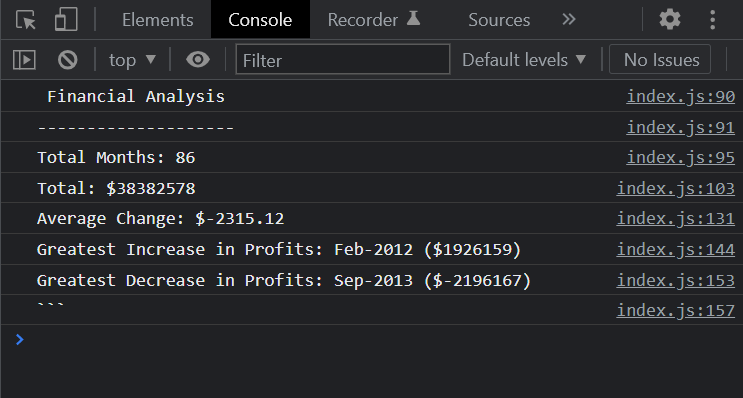 Elements Console Recorder Sources
top Filter Default levels No Issues
Financial Analysis index.js:90
-------------------- index.js:91
Total Months: 86 index.js:95
Total: $38382578 index.js:103
Average Change: $-2315.12 index.js:131
Greatest Increase in Profits: Feb-2012 ($1926159) index.js:144
Greatest Decrease in Profits: Sep-2013 ($-2196167) index.js:153
``` index.js:157